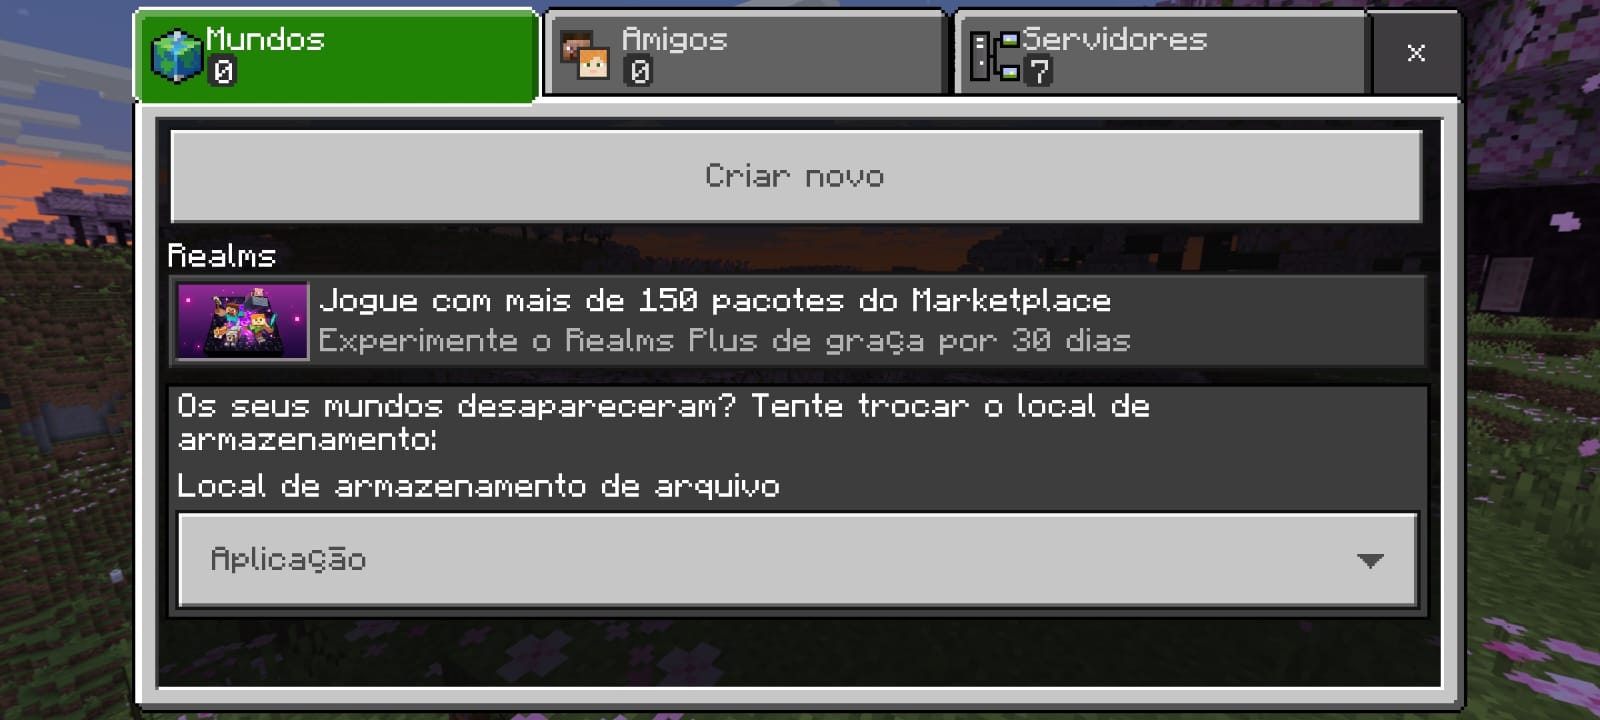 Mundos
0
Amigos
0
Servidores
7
Criar novo
Realms
Jogue com mais de 150 pacotes do Marketplace
Experimente o Realms Plus de graça por 30 dias
Os seus mundos desapareceram? Tente trocar o local de
armazenamento:
Local de armazenamento de arquivo
Aplicação